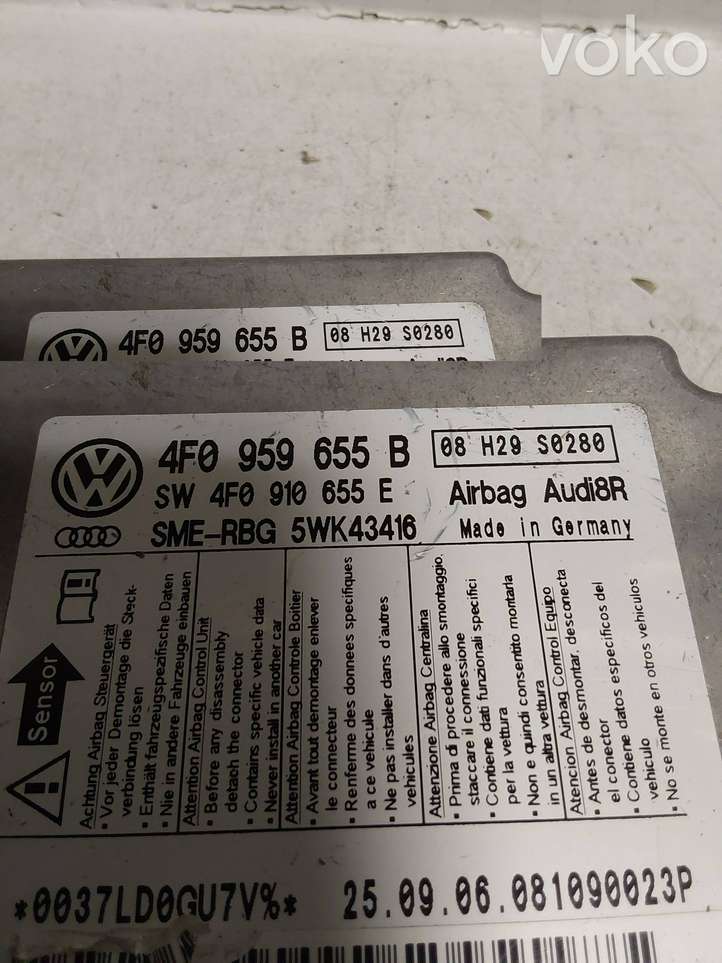 voko
4F0 959 655 B 08 H29 S0280
4F0 959 655 B 08 H29 S0280
SW 4F0 910 655 E Airbag Audi8R
SME-RBG 5WK43416 Made in Germany
Sensor
Achtung Airbag Steuergerät
• Vor jeder Demontage die Steck-
verbindung lösen
• Enthält fahrzeugspezifische Daten
• Nie in andere Fahrzeuge einbauen
Attention Airbag Control Unit
• Before any disassembly
detach the connector
• Contains specific vehicle data
• Never install in another car
Attention Airbag Controle Boitier
• Avant tout demontage enlever
le connecteur
• Renferme des donnees specifiques
a ce vehicule
• Ne pas installer dans d'autres
vehicules
Attenzione Airbag Centralina
• Prima di procedere allo smontaggio.
staccare il connessione
• Contiene dati funzionali specifici
per la vettura
• Non e quindi consentito montarla
in un altra vettura
Atencion Airbag Control Equipo
• Antes de desmontar. desconecta
el conector
• Contiene datos especificos del
vehiculo
• No se monte en otros vehiculos
*0037LD0GU7V%* 25.09.06.081090023P